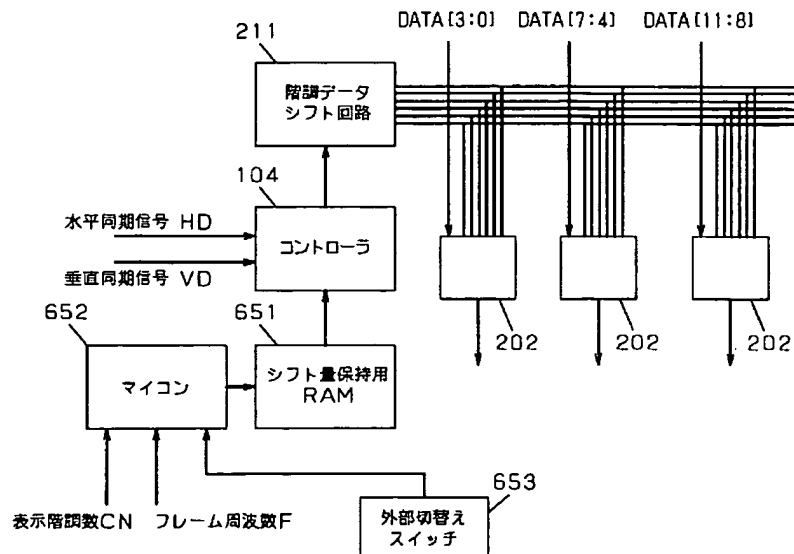 211
DATA[3:0] DATA[7:4] DATA[11:8]
階調データ
シフト回路
104
水平同期信号 HD
コントローラ
垂直同期信号 VD
202 202 202
652
651
マイコン
シフト量保持用
RAM
表示階調数CN フレーム周波数F
653
外部切替え
スイッチ